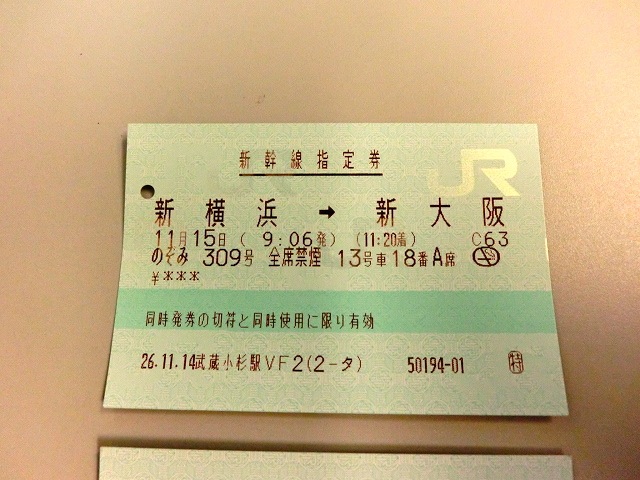 新幹線指定券
JR
新横浜 → 新大阪
11月15日( 9:06発) (11:20着) C63
のぞみ 309号 全席禁煙 13号車18番A席
¥***
同時発券の切符と同時使用に限り有効
26.11.14武蔵小杉駅VF2(2-タ) 50194-01 特